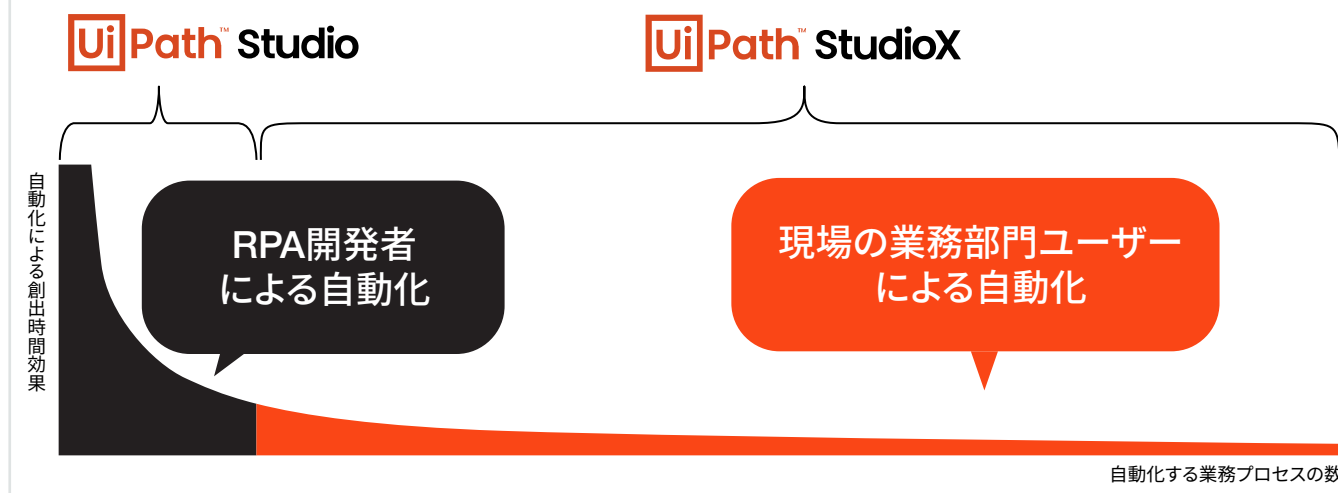 UiPath™ Studio
UiPath™ StudioX
自動化による創出時間効果
RPA開発者
による自動化
現場の業務部門ユーザー
による自動化
自動化する業務プロセスの数